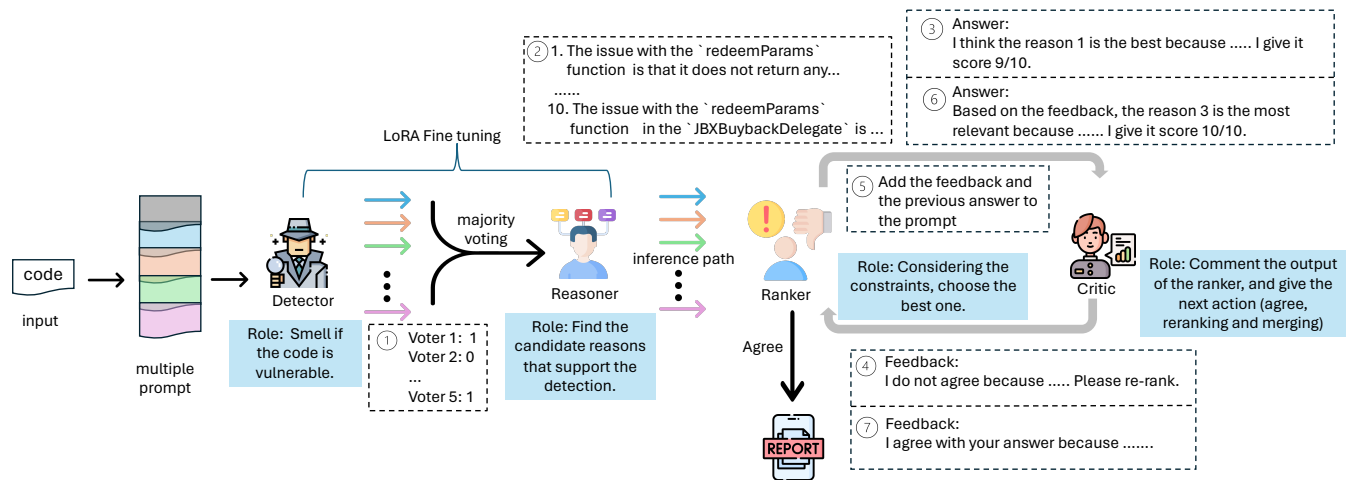 code
input
multiple
prompt
LoRA Fine tuning
Detector
Role: Smell if
the code is
vulnerable.
① Voter 1: 1
Voter 2: 0
...
Voter 5: 1
majority
voting
Reasoner
Role: Find the
candidate reasons
that support the
detection.
② 1. The issue with the `redeemParams`
function is that it does not return any...
......
10. The issue with the `redeemParams`
function in the `JBXBuybackDelegate` is ...
inference path
Ranker
Role: Considering the
constraints, choose the
best one.
③ Answer:
I think the reason 1 is the best because ..... I give it
score 9/10.
⑥ Answer:
Based on the feedback, the reason 3 is the most
relevant because ...... I give it score 10/10.
⑤ Add the feedback and
the previous answer to
the prompt
Critic
Role: Comment the output
of the ranker, and give the
next action (agree,
reranking and merging)
Agree
REPORT
④ Feedback:
I do not agree because ..... Please re-rank.
⑦ Feedback:
I agree with your answer because .......